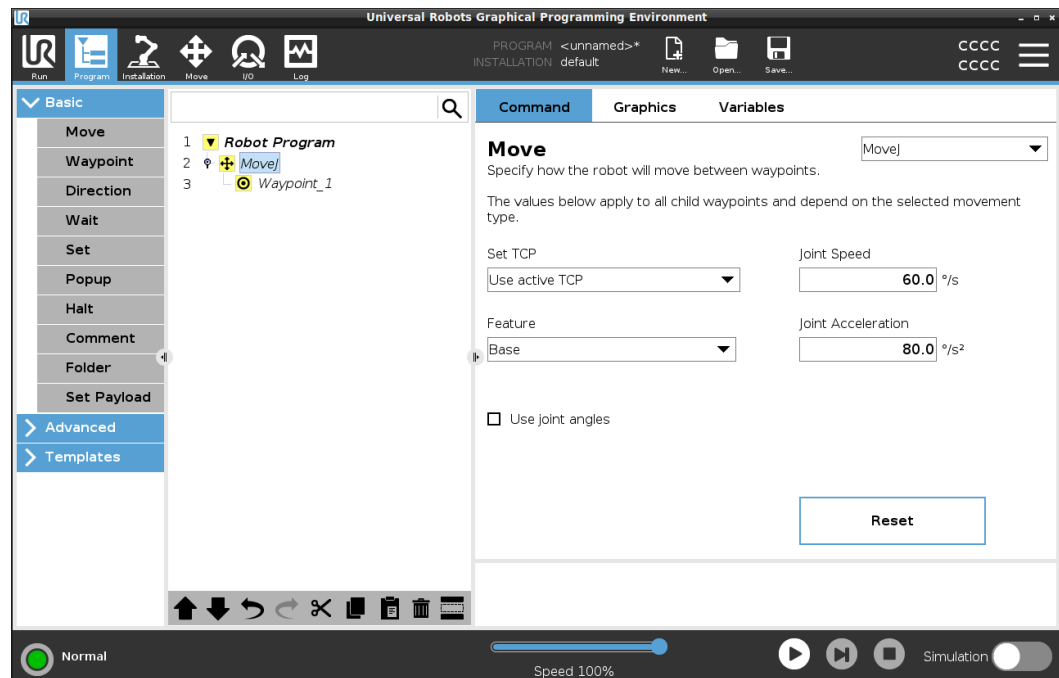 Universal Robots Graphical Programming Environment
UR
Run
Program
Installation
Move
I/O
Log
PROGRAM <unnamed>*
INSTALLATION default
New...
Open...
Save...
CCCC
CCCC
Basic
Move
Waypoint
Direction
Wait
Set
Popup
Halt
Comment
Folder
Set Payload
Advanced
Templates
1 Robot Program
2 MoveJ
3 Waypoint_1
Command Graphics Variables
Move
MoveJ
Specify how the robot will move between waypoints.
The values below apply to all child waypoints and depend on the selected movement
type.
Set TCP
Joint Speed
Use active TCP
60.0 °/s
Feature
Joint Acceleration
Base
80.0 °/s²
Use joint angles
Reset
Normal
Speed 100%
Simulation